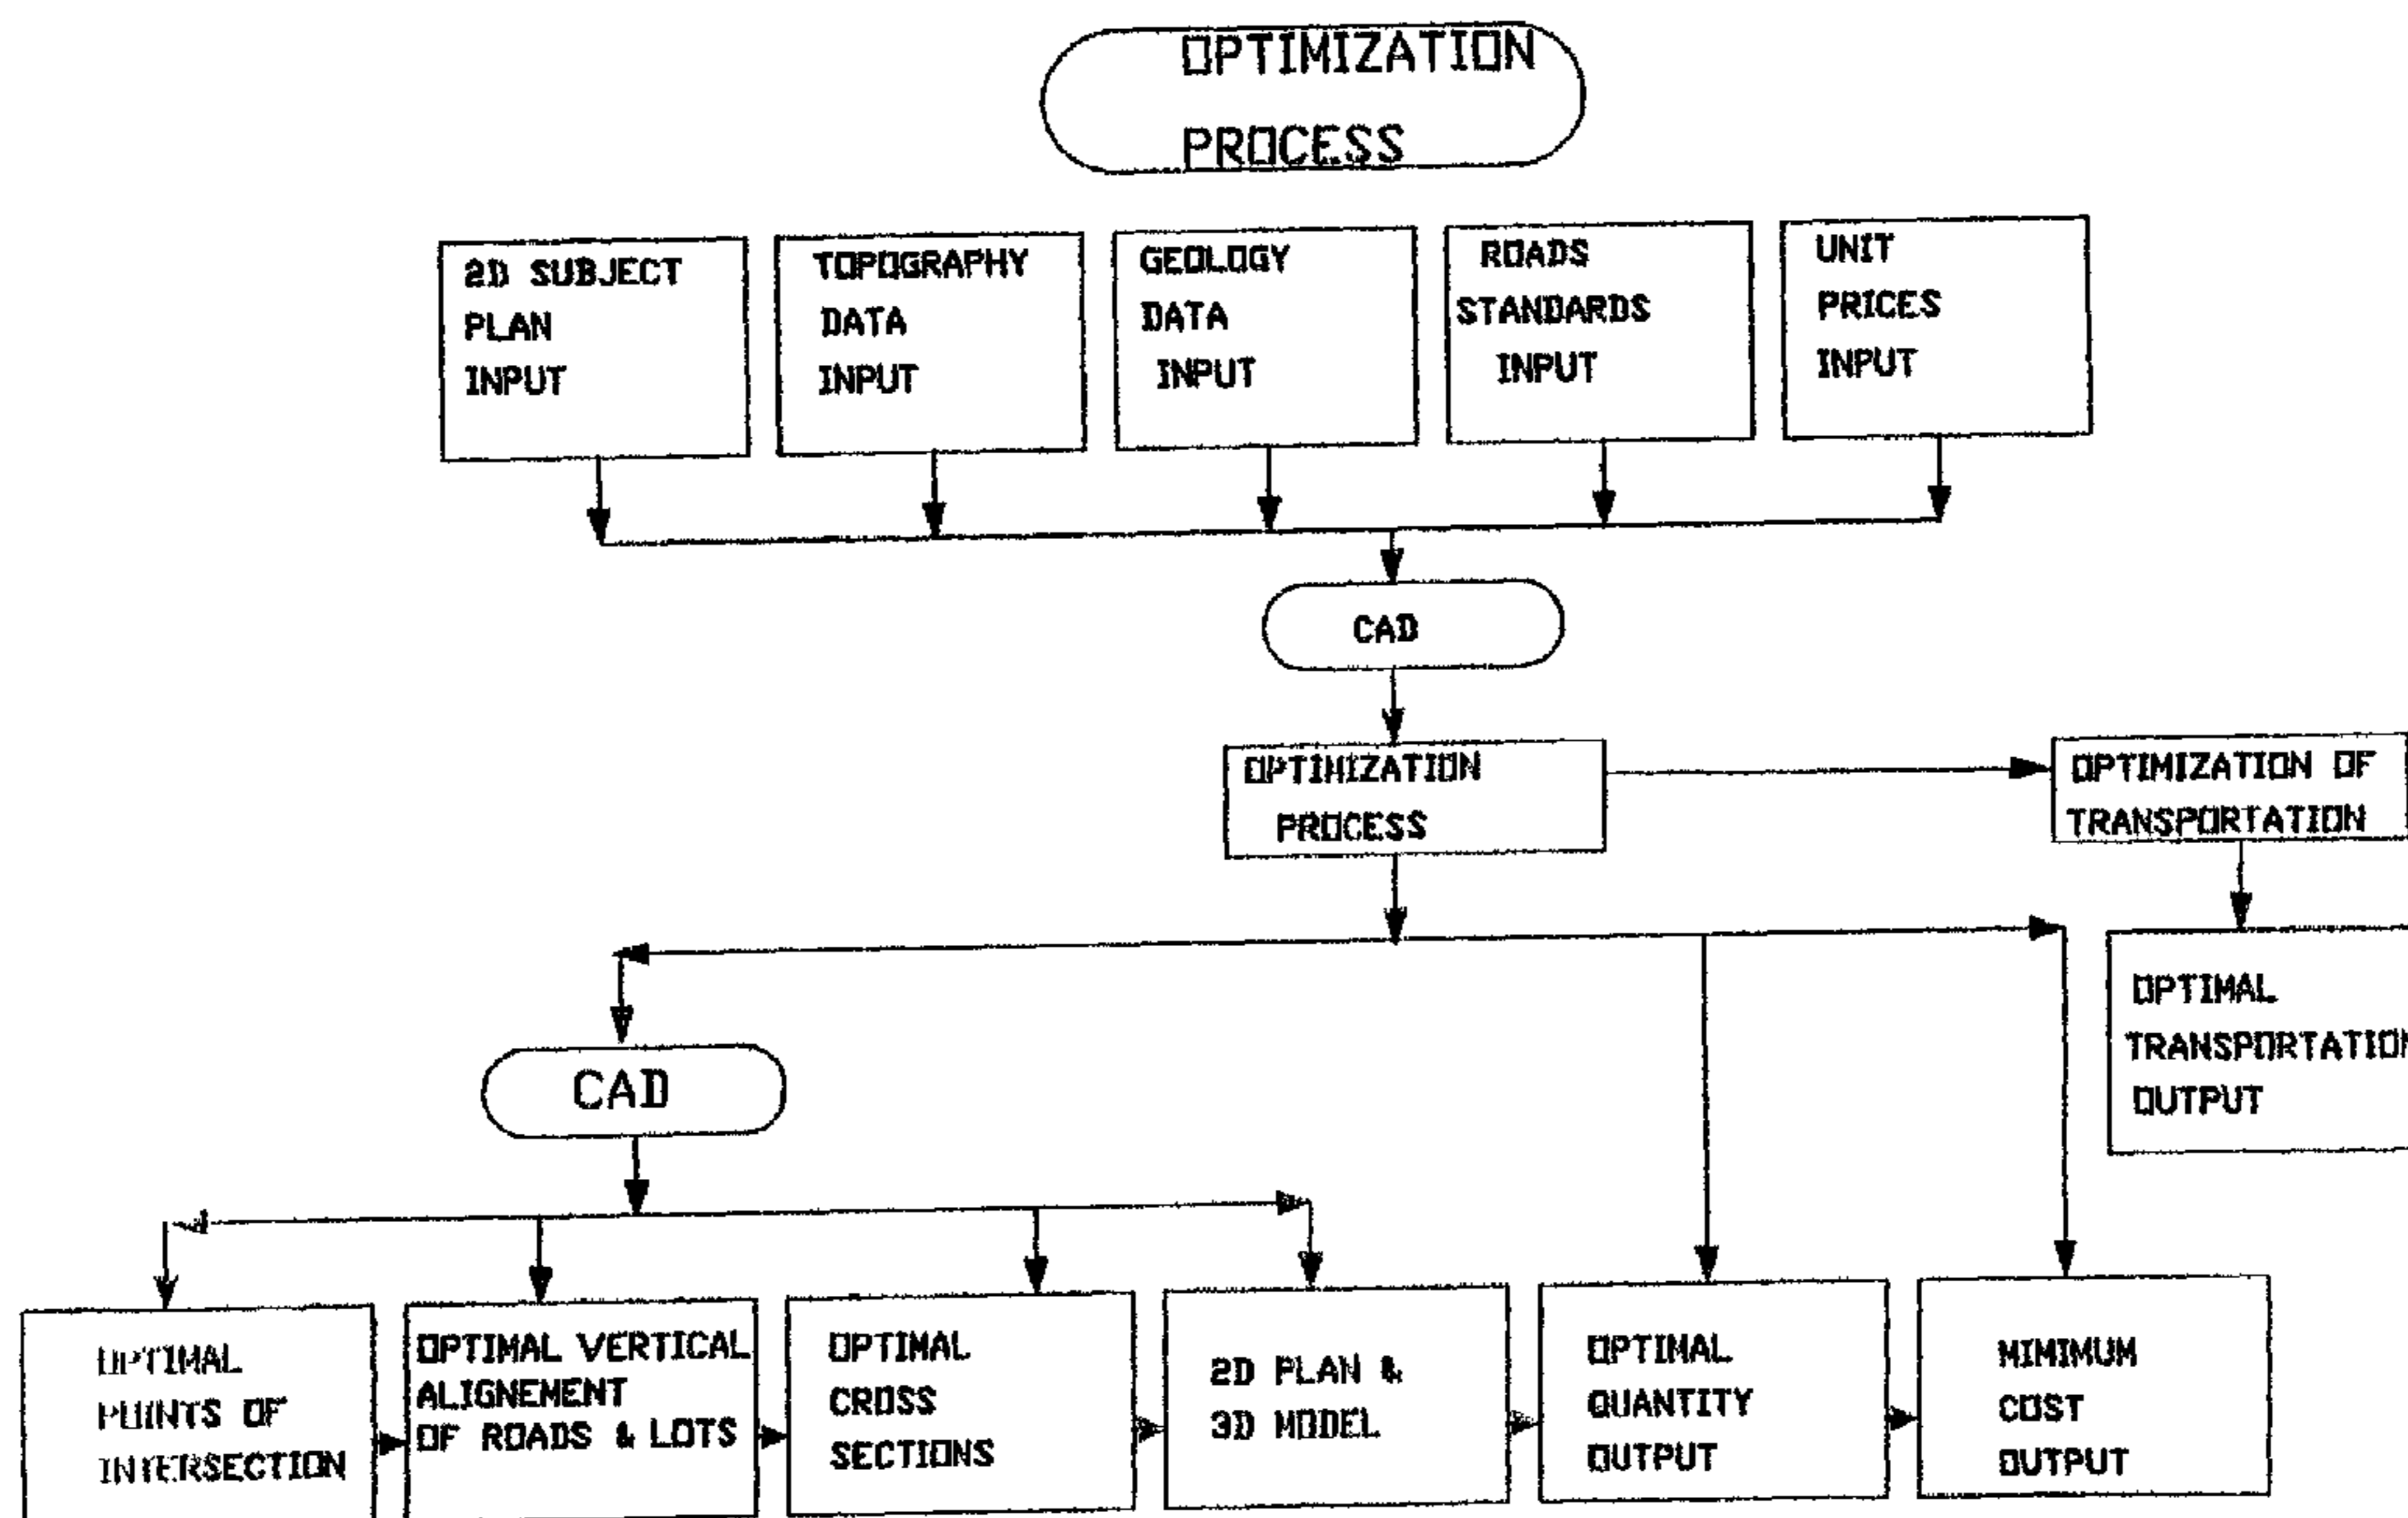 OPTIMIZATION
PROCESS
2D SUBJECT
PLAN
INPUT
TOPOGRAPHY
DATA
INPUT
GEOLOGY
DATA
INPUT
ROADS
STANDARDS
INPUT
UNIT
PRICES
INPUT
CAD
OPTIMIZATION
PROCESS
OPTIMIZATION OF
TRANSPORTATION
OPTIMAL
TRANSPORTATION
OUTPUT
CAD
OPTIMAL
POINTS OF
INTERSECTION
OPTIMAL VERTICAL
ALIGNEMENT
OF ROADS & LOTS
OPTIMAL
CROSS
SECTIONS
2D PLAN &
3D MODEL
OPTIMAL
QUANTITY
OUTPUT
MIMIMUM
COST
OUTPUT